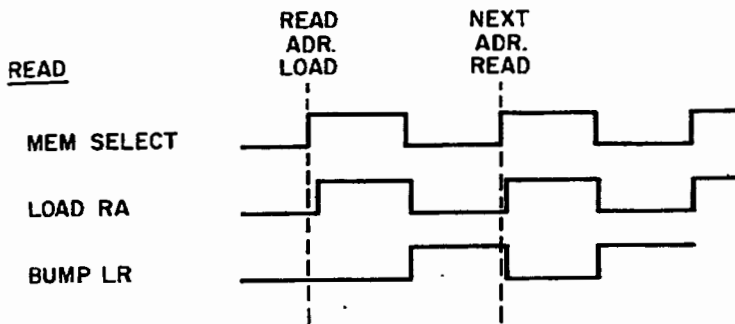 READ
ADR.
LOAD
NEXT
ADR.
READ
READ
MEM SELECT
LOAD RA
BUMP LR